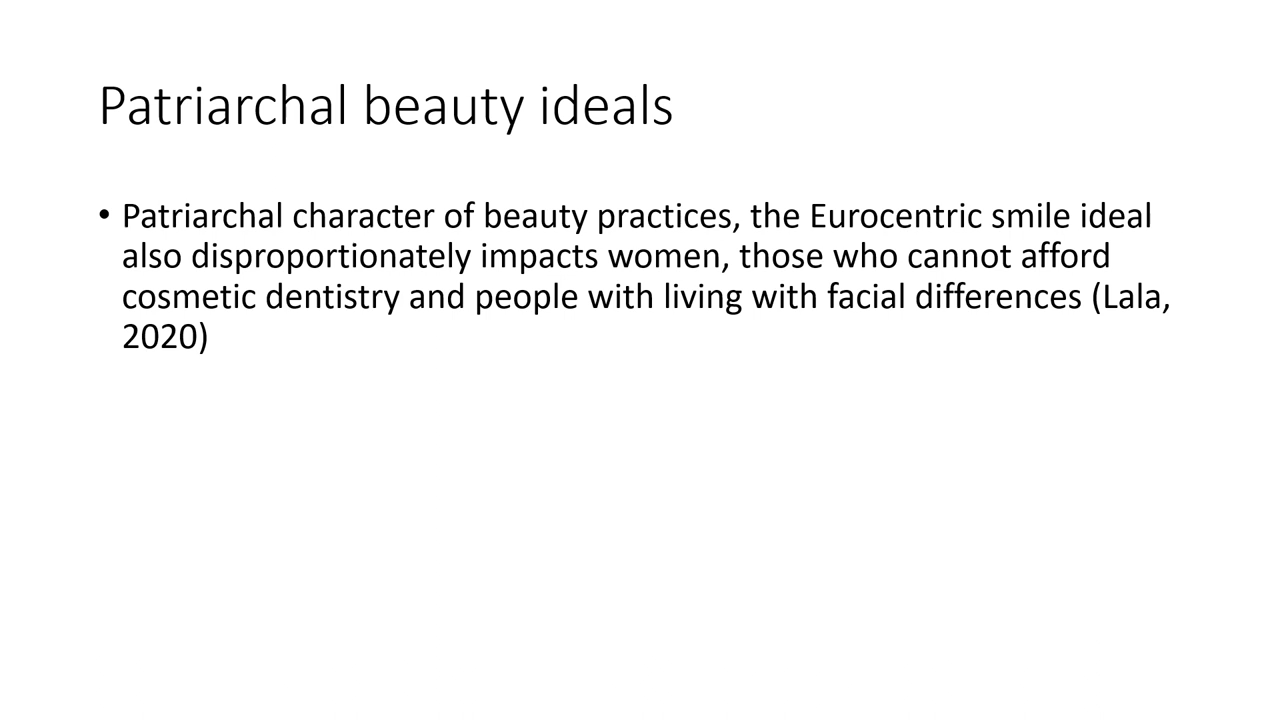 Patriarchal beauty ideals
• Patriarchal character of beauty practices, the Eurocentric smile ideal
also disproportionately impacts women, those who cannot afford
cosmetic dentistry and people with living with facial differences (Lala,
2020)